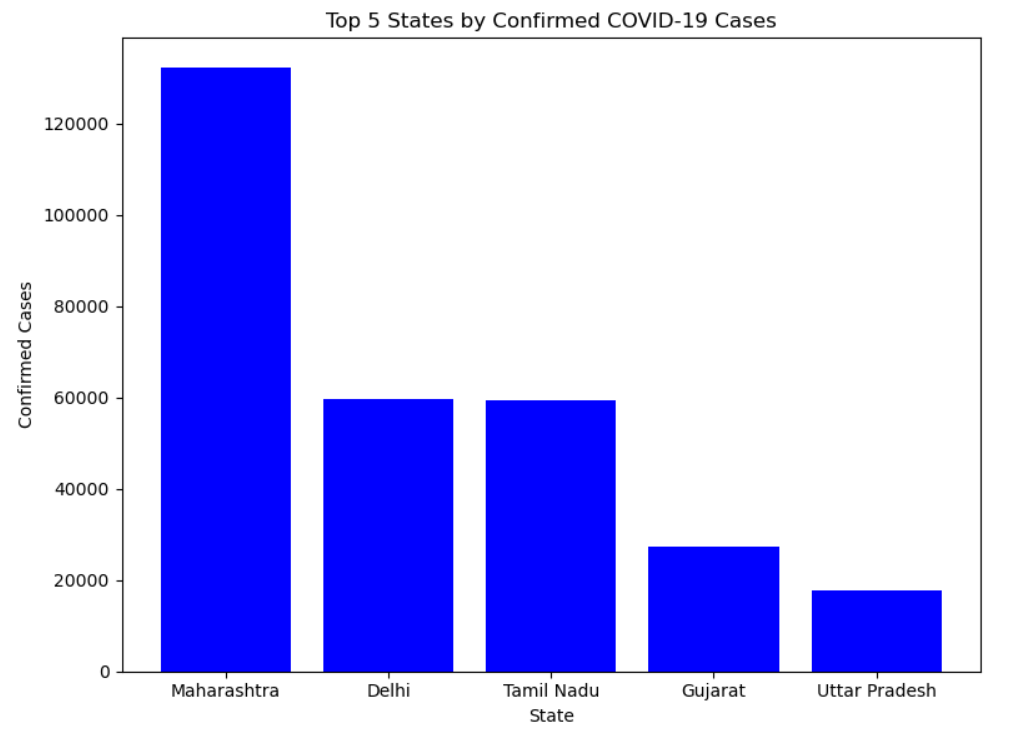 Top 5 States by Confirmed COVID-19 Cases
Confirmed Cases
120000
100000
80000
60000
40000
20000
0
Maharashtra Delhi Tamil Nadu Gujarat Uttar Pradesh
State